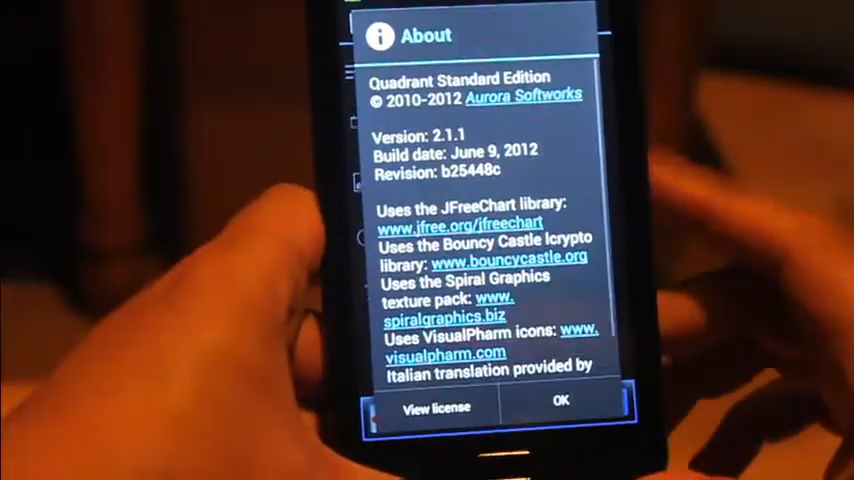 About
Quadrant Standard Edition
© 2010-2012 Aurora Softworks
Version: 2.1.1
Build date: June 9, 2012
Revision: b25448c
Uses the JFreeChart library:
www.jfree.org/jfreechart
Uses the Bouncy Castle lcrypto
library: www.bouncycastle.org
Uses the Spiral Graphics
texture pack: www.
spiralgraphics.biz
Uses VisualPharm icons: www.
visualpharm.com
Italian translation provided by
View license
OK